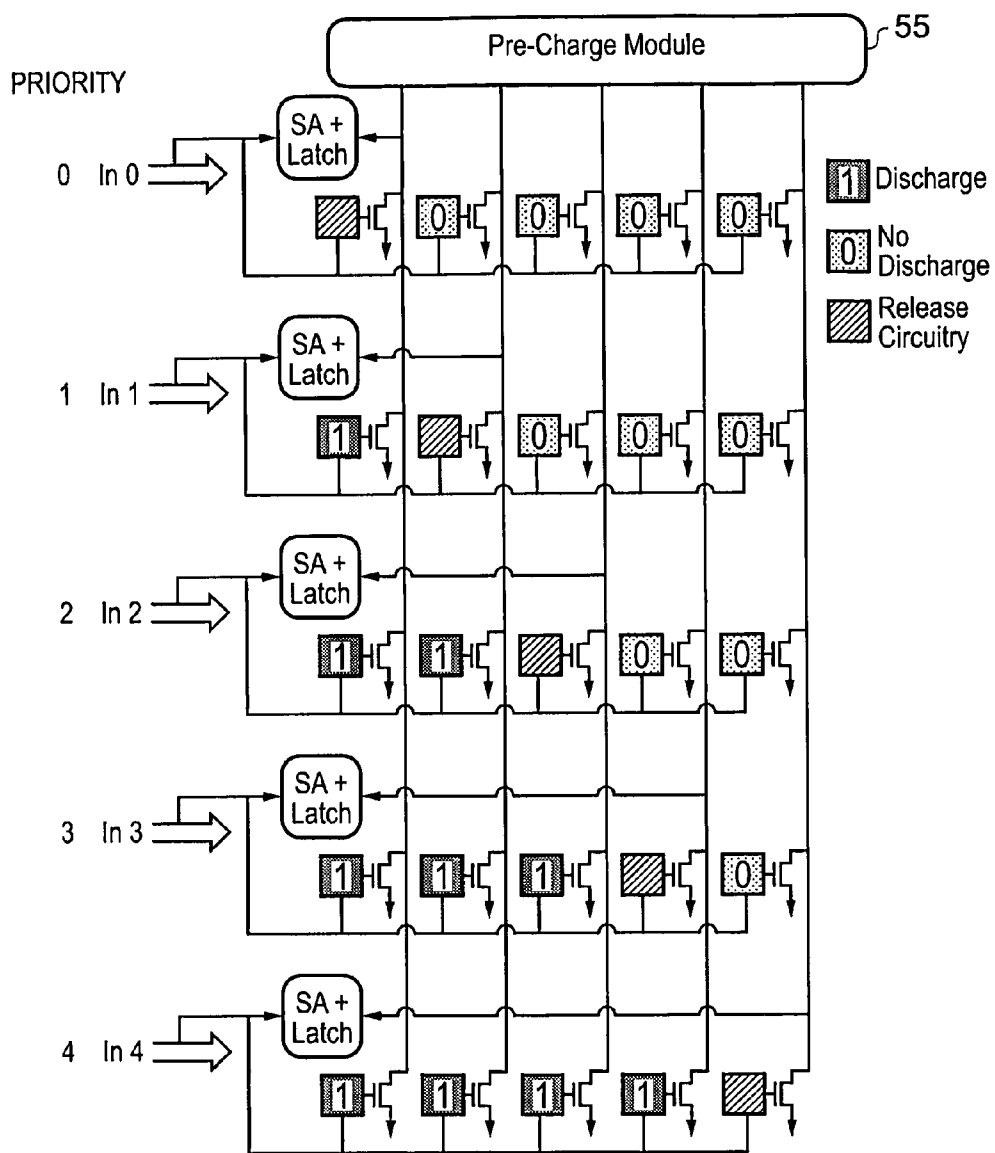 Pre-Charge Module
55
PRIORITY
SA +
Latch
0 In 0
1 Discharge
0 0 0 0
0 No
Discharge
Release
Circuitry
SA +
Latch
1 In 1
1 0 0 0
SA +
Latch
2 In 2
1 1 0 0
SA +
Latch
3 In 3
1 1 1 0
SA +
Latch
4 In 4
1 1 1 1